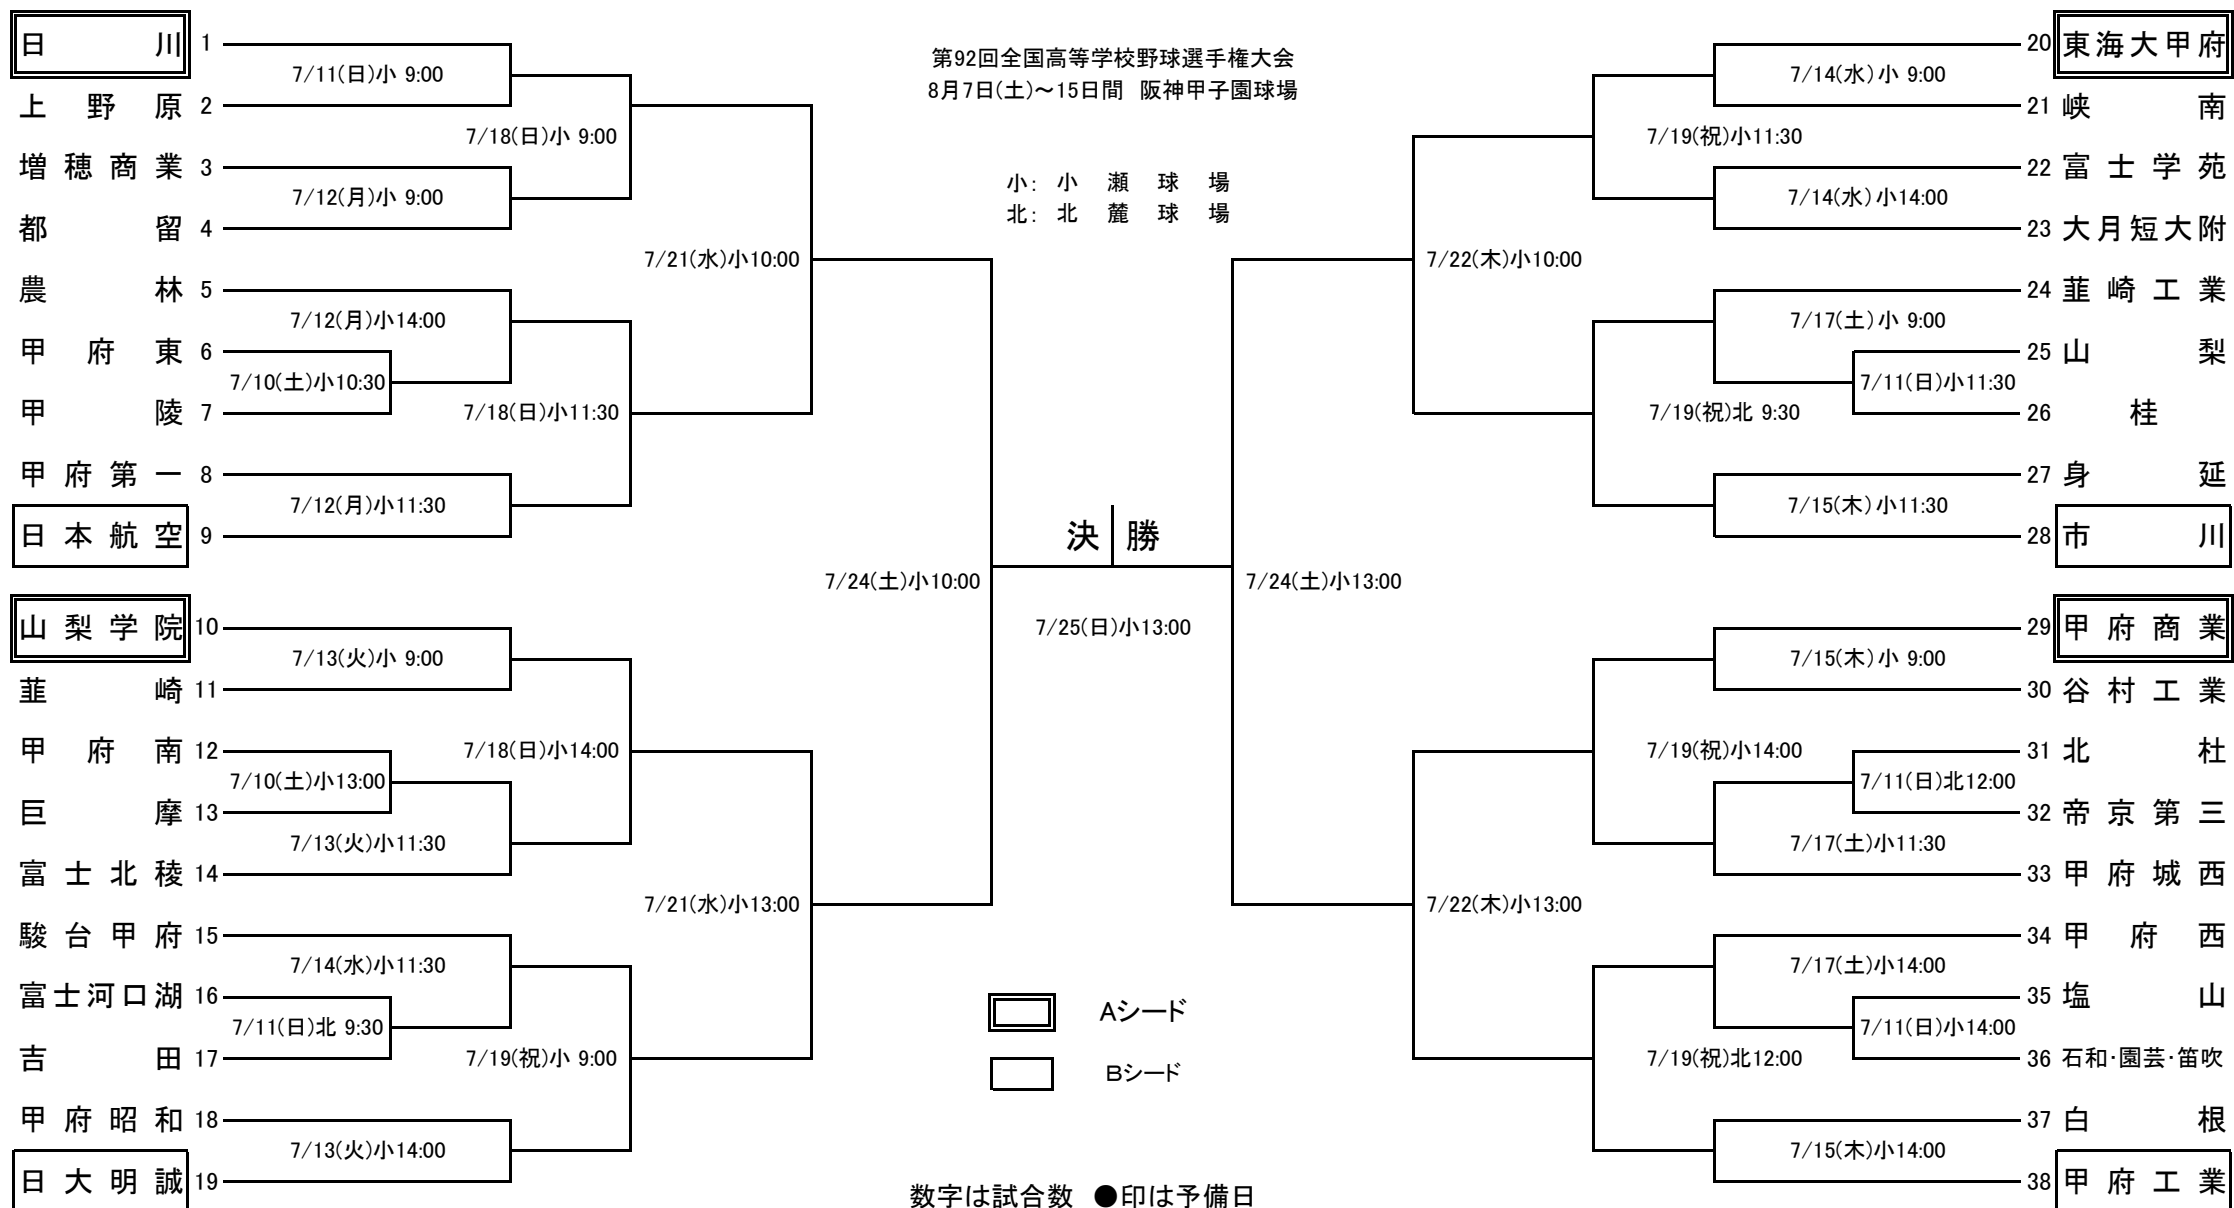 第92回全国高等学校野球選手権大会
8月7日(土)～15日間 阪神甲子園球場
小: 小瀬球場
北: 北麓球場
日川 1
7/11(日)小 9:00
上野原 2
7/18(日)小 9:00
増穂商業 3
7/12(月)小 9:00
都留 4
7/21(水)小10:00
農林 5
7/12(月)小14:00
甲府東 6
7/10(土)小10:30
甲陵 7
7/18(日)小11:30
甲府第一 8
7/12(月)小11:30
日本航空 9
7/24(土)小10:00
山梨学院 10
7/13(火)小 9:00
韮崎 11
甲府南 12
7/18(日)小14:00
7/10(土)小13:00
巨摩 13
7/13(火)小11:30
富士北稜 14
7/21(水)小13:00
駿台甲府 15
7/14(水)小11:30
富士河口湖 16
7/11(日)北 9:30
吉田 17
7/19(祝)小 9:00
甲府昭和 18
7/13(火)小14:00
日大明誠 19
決勝
7/25(日)小13:00
Aシード
Bシード
数字は試合数 ●印は予備日
20 東海大甲府
7/14(水)小 9:00
21 峡南
7/19(祝)小11:30
22 富士学苑
7/14(水)小14:00
23 大月短大附
7/22(木)小10:00
24 韮崎工業
7/17(土)小 9:00
25 山梨
7/11(日)小11:30
26 桂
7/19(祝)北 9:30
27 身延
7/15(木)小11:30
28 市川
7/24(土)小13:00
29 甲府商業
7/15(木)小 9:00
30 谷村工業
7/19(祝)小14:00
31 北杜
7/11(日)北12:00
32 帝京第三
7/17(土)小11:30
33 甲府城西
7/22(木)小13:00
34 甲府西
7/17(土)小14:00
35 塩山
7/11(日)小14:00
36 石和･園芸･笛吹
7/19(祝)北12:00
37 白根
7/15(木)小14:00
38 甲府工業